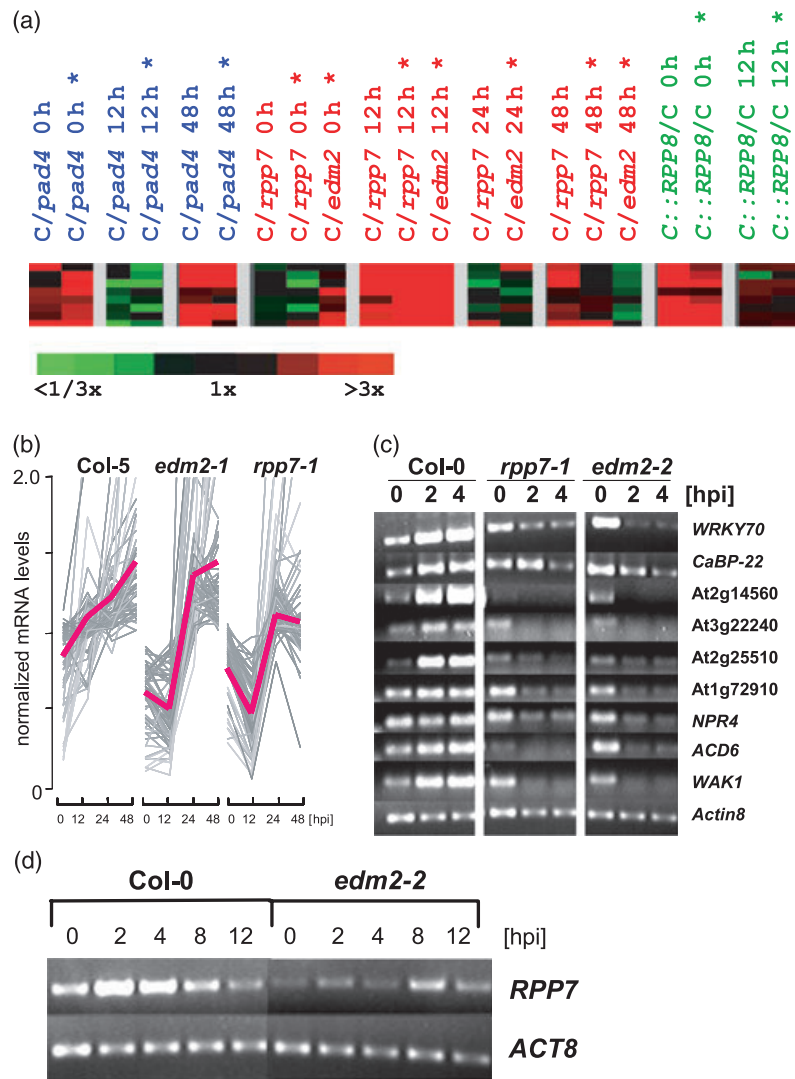 (a)
C/pad4 0h
C/pad4 0h *
C/pad4 12h
C/pad4 12h *
C/pad4 48h
C/pad4 48h *
C/rpp7 0h
C/rpp7 0h *
C/edm2 0h *
C/rpp7 12h
C/rpp7 12h *
C/edm2 12h *
C/rpp7 24h
C/edm2 24h *
C/rpp7 48h
C/rpp7 48h *
C/edm2 48h *
C::RPP8/C 0h
C::RPP8/C 0h *
C::RPP8/C 12h
C::RPP8/C 12h *
<1/3x 1x >3x
(b)
Col-5 edm2-1 rpp7-1
2.0
normalized mRNA levels
0
0 12 24 48 0 12 24 48 0 12 24 48 [hpi]
(c)
Col-0 rpp7-1 edm2-2
0 2 4 0 2 4 0 2 4 [hpi]
WRKY70
CaBP-22
At2g14560
At3g22240
At2g25510
At1g72910
NPR4
ACD6
WAK1
Actin8
(d)
Col-0 edm2-2
0 2 4 8 12 0 2 4 8 12 [hpi]
RPP7
ACT8